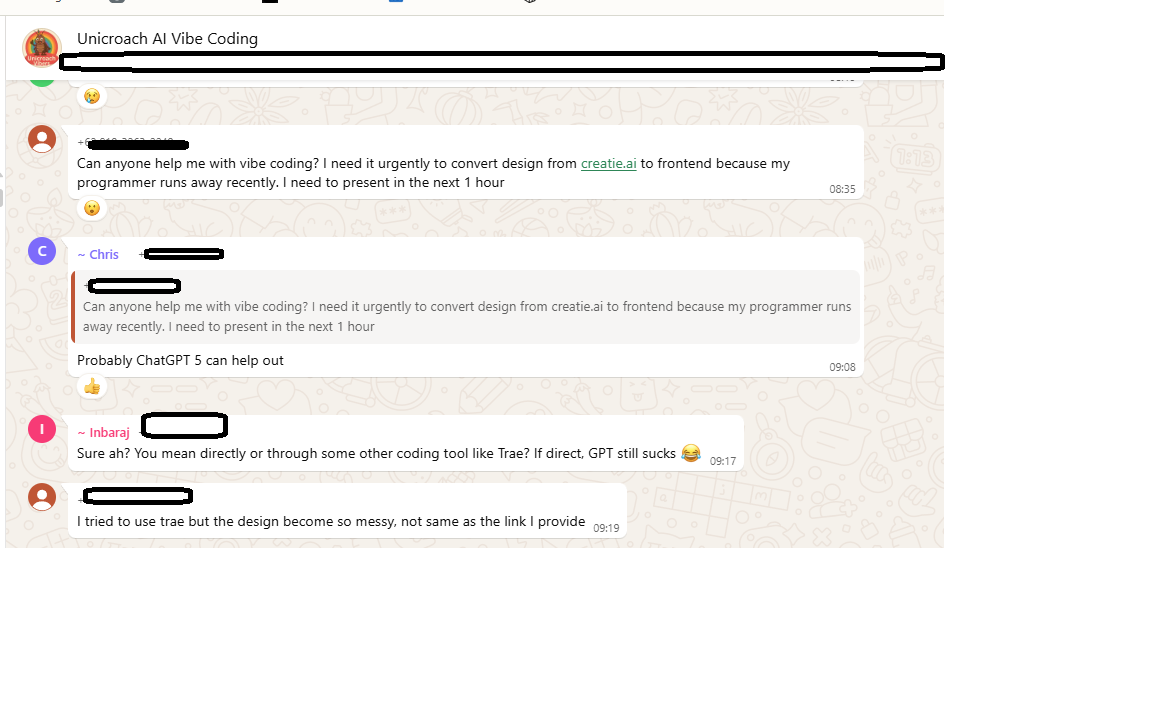 Unicroach AI Vibe Coding
Unicroach
Can anyone help me with vibe coding? I need it urgently to convert design from creatie.ai to frontend because my
programmer runs away recently. I need to present in the next 1 hour
08:35
C
~ Chris
Can anyone help me with vibe coding? I need it urgently to convert design from creatie.ai to frontend because my programmer runs
away recently. I need to present in the next 1 hour
Probably ChatGPT 5 can help out
09:08
I
~ Inbaraj
Sure ah? You mean directly or through some other coding tool like Trae? If direct, GPT still sucks 😂
09:17
I tried to use trae but the design become so messy, not same as the link I provide
09:19